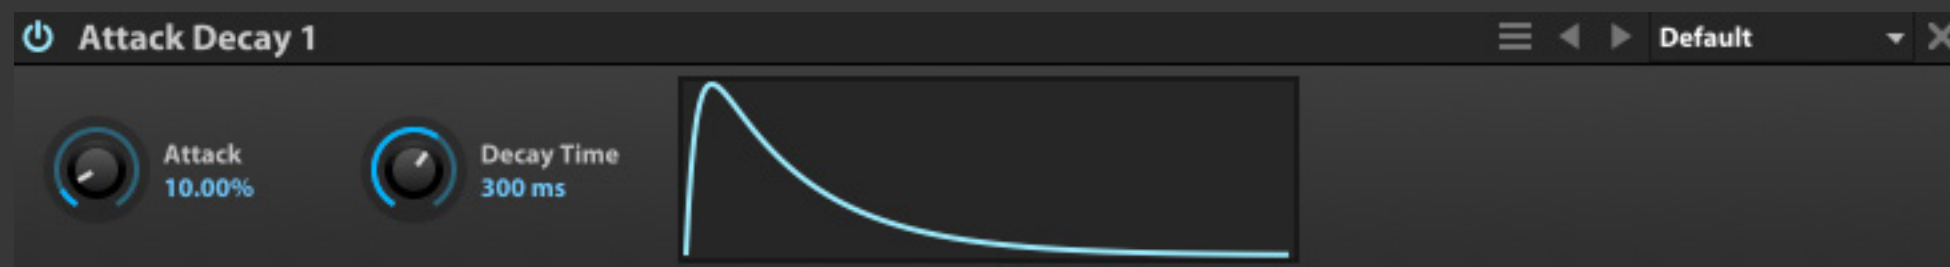 Attack Decay 1
Default
Attack
10.00%
Decay Time
300 ms